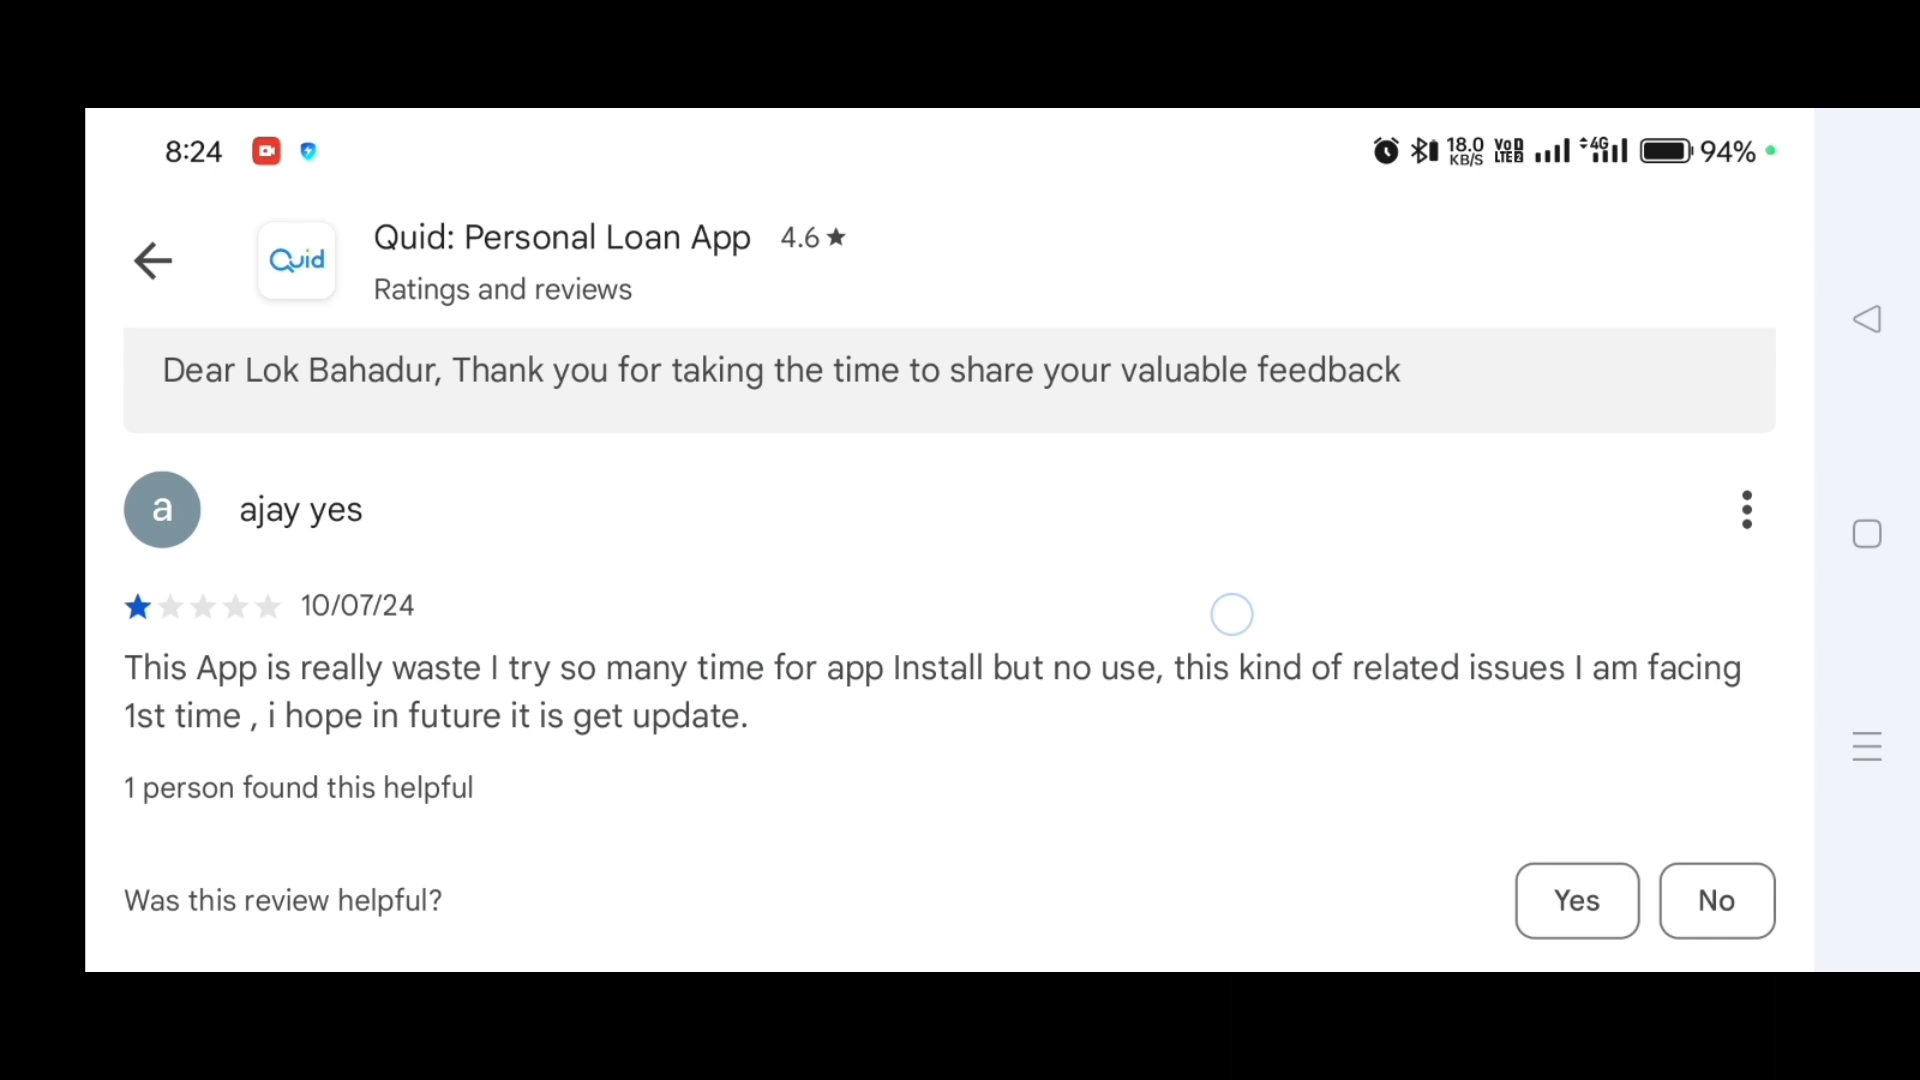 8:24 18.0 KB/S VoD LTE2 4G 94%
Quid
Quid: Personal Loan App 4.6★
Ratings and reviews
Dear Lok Bahadur, Thank you for taking the time to share your valuable feedback
a ajay yes
10/07/24
This App is really waste I try so many time for app Install but no use, this kind of related issues I am facing
1st time , i hope in future it is get update.
1 person found this helpful
Was this review helpful? Yes No